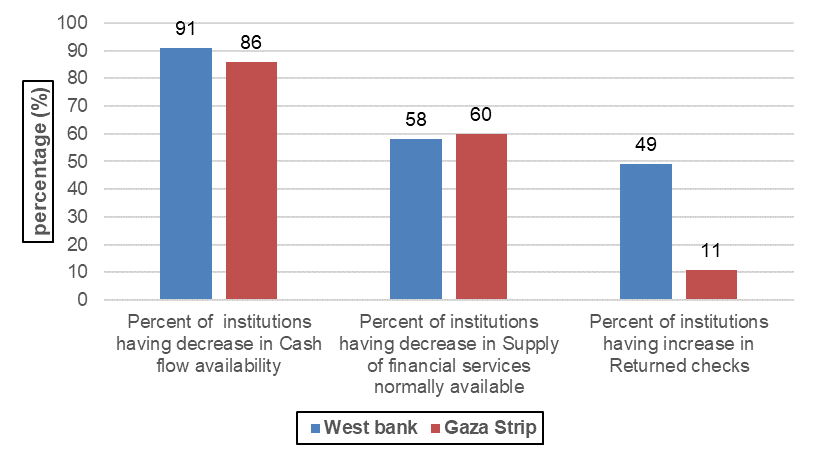 percentage (%)
100
90
80
70
60
50
40
30
20
10
0
91
86
58
60
49
11
Percent of  institutions
having decrease in Cash
flow availability
Percent of institutions
having decrease in Supply
of financial services
normally available
Percent of institutions
having increase in
Returned checks
West bank
Gaza Strip